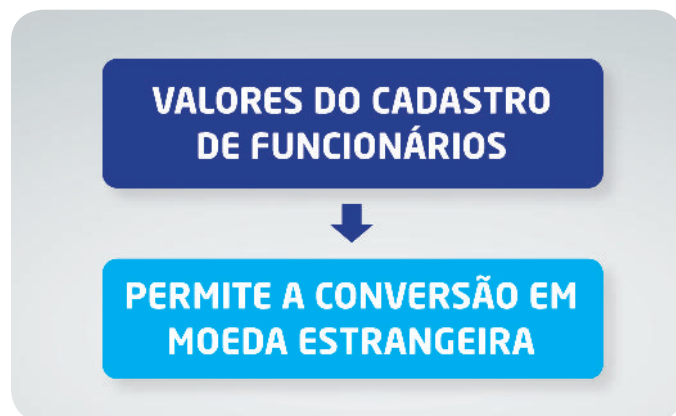 VALORES DO CADASTRO
DE FUNCIONÁRIOS
PERMITE A CONVERSÃO EM
MOEDA ESTRANGEIRA